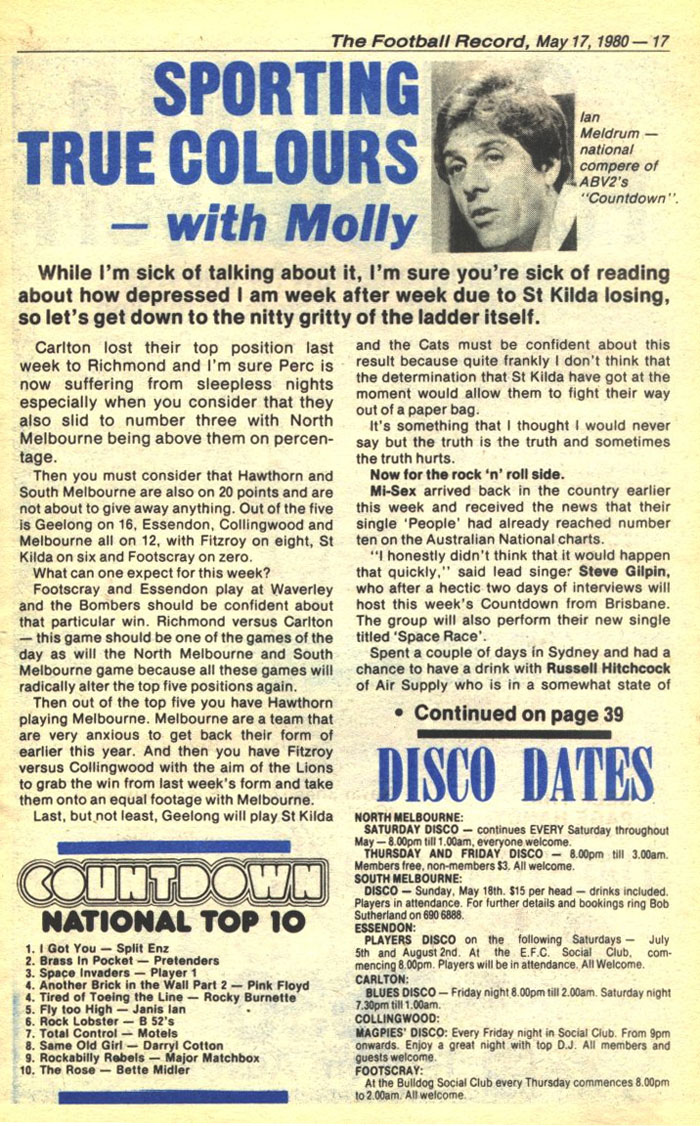 The Football Record, May 17, 1980 — 17
SPORTING
TRUE COLOURS
— with Molly
Ian
Meldrum —
national
compere of
ABV2's
"Countdown".
While I'm sick of talking about it, I'm sure you're sick of reading
about how depressed I am week after week due to St Kilda losing,
so let's get down to the nitty gritty of the ladder itself.
Carlton lost their top position last
week to Richmond and I'm sure Perc is
now suffering from sleepless nights
especially when you consider that they
also slid to number three with North
Melbourne being above them on percen-
tage.
Then you must consider that Hawthorn and
South Melbourne are also on 20 points and are
not about to give away anything. Out of the five
is Geelong on 16, Essendon, Collingwood and
Melbourne all on 12, with Fitzroy on eight, St
Kilda on six and Footscray on zero.
What can one expect for this week?
Footscray and Essendon play at Waverley
and the Bombers should be confident about
that particular win. Richmond versus Carlton
— this game should be one of the games of the
day as will the North Melbourne and South
Melbourne game because all these games will
radically alter the top five positions again.
Then out of the top five you have Hawthorn
playing Melbourne. Melbourne are a team that
are very anxious to get back their form of
earlier this year. And then you have Fitzroy
versus Collingwood with the aim of the Lions
to grab the win from last week's form and take
them onto an equal footage with Melbourne.
Last, but not least, Geelong will play St Kilda
and the Cats must be confident about this
result because quite frankly I don't think that
the determination that St Kilda have got at the
moment would allow them to fight their way
out of a paper bag.
It's something that I thought I would never
say but the truth is the truth and sometimes
the truth hurts.
Now for the rock 'n' roll side.
Mi-Sex arrived back in the country earlier
this week and received the news that their
single 'People' had already reached number
ten on the Australian National charts.
"I honestly didn't think that it would happen
that quickly," said lead singer Steve Gilpin,
who after a hectic two days of interviews will
host this week's Countdown from Brisbane.
The group will also perform their new single
titled 'Space Race'.
Spent a couple of days in Sydney and had a
chance to have a drink with Russell Hitchcock
of Air Supply who is in a somewhat state of
• Continued on page 39
COUNTDOWN
NATIONAL TOP 10
1. I Got You — Split Enz
2. Brass In Pocket — Pretenders
3. Space Invaders — Player 1
4. Another Brick in the Wall Part 2 — Pink Floyd
4. Tired of Toeing the Line — Rocky Burnette
5. Fly too High — Janis Ian
6. Rock Lobster — B 52's
7. Total Control — Motels
8. Same Old Girl — Darryl Cotton
9. Rockabilly Rebels — Major Matchbox
10. The Rose — Bette Midler
DISCO DATES
NORTH MELBOURNE:
SATURDAY DISCO — continues EVERY Saturday throughout
May — 8.00pm till 1.00am, everyone welcome.
THURSDAY AND FRIDAY DISCO — 8.00pm till 3.00am.
Members free, non-members $3. All welcome.
SOUTH MELBOURNE:
DISCO — Sunday, May 18th. $15 per head — drinks included.
Players in attendance. For further details and bookings ring Bob
Sutherland on 690 6888.
ESSENDON:
PLAYERS DISCO on the following Saturdays — July
5th and August 2nd. At the E.F.C. Social Club, com-
mencing 8.00pm. Players will be in attendance. All Welcome.
CARLTON:
BLUES DISCO — Friday night 8.00pm till 2.00am. Saturday night
7.30pm till 1.00am.
COLLINGWOOD:
MAGPIES' DISCO: Every Friday night in Social Club. From 9pm
onwards. Enjoy a great night with top D.J. All members and
guests welcome.
FOOTSCRAY:
At the Bulldog Social Club every Thursday commences 8.00pm
to 2.00am. All welcome.